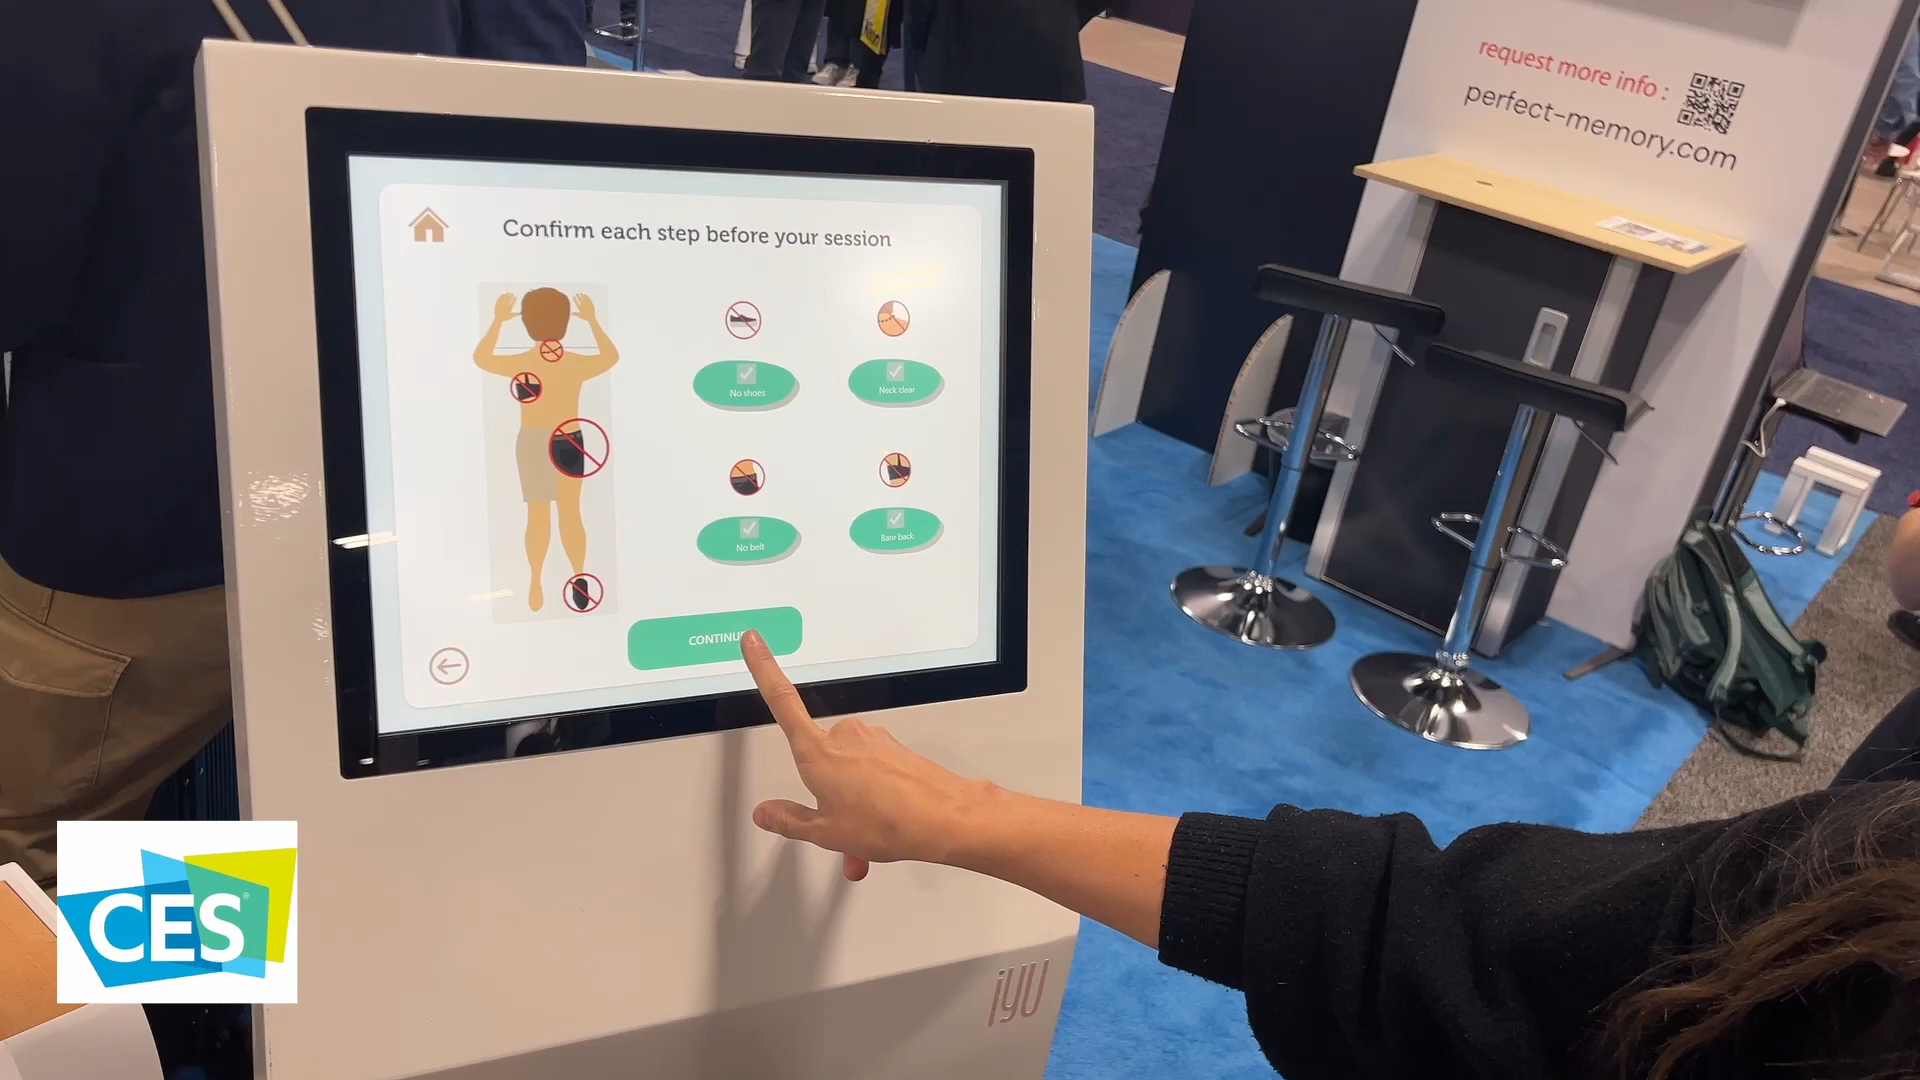 request more info :
perfect-memory.com
Confirm each step before your session
No shoes
Neck clear
No belt
Bare back
CONTINUE
iYU
CES